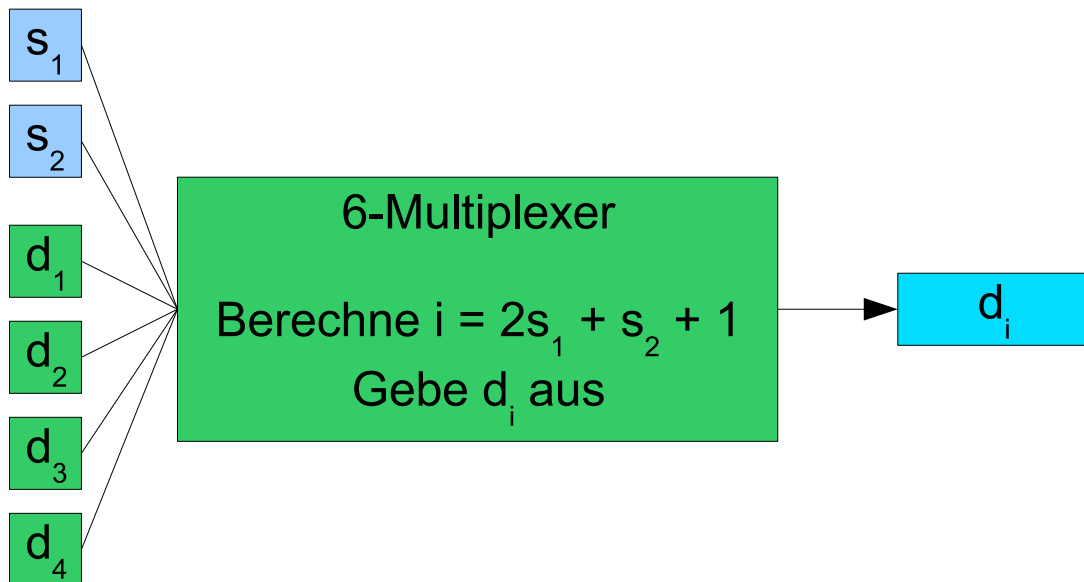 s₁
s₂
d₁
d₂
d₃
d₄
6-Multiplexer
Berechne i = 2s₁ + s₂ + 1
Gebe dᵢ aus
dᵢ